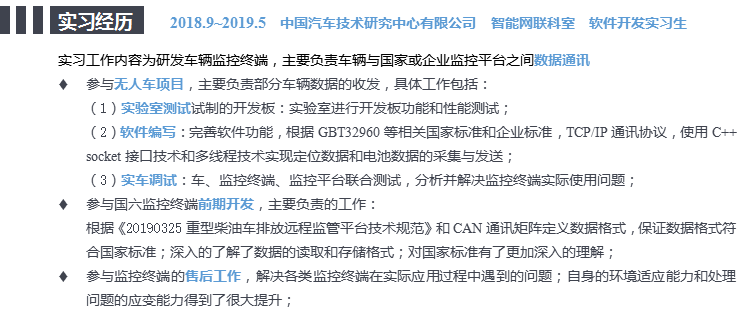 实习经历 2018.9~2019.5 中国汽车技术研究中心有限公司 智能网联科室 软件开发实习生
实习工作内容为研发车辆监控终端，主要负责车辆与国家或企业监控平台之间数据通讯
◆ 参与无人车项目，主要负责部分车辆数据的收发，具体工作包括：
（1）实验室测试试制的开发板：实验室进行开发板功能和性能测试；
（2）软件编写：完善软件功能，根据 GBT32960 等相关国家标准和企业标准，TCP/IP 通讯协议，使用 C++
socket 接口技术和多线程技术实现定位数据和电池数据的采集与发送；
（3）实车调试：车、监控终端、监控平台联合测试，分析并解决监控终端实际使用问题；
◆ 参与国六监控终端前期开发，主要负责的工作：
根据《20190325 重型柴油车排放远程监管平台技术规范》和 CAN 通讯矩阵定义数据格式，保证数据格式符
合国家标准；深入的了解了数据的读取和存储格式；对国家标准有了更加深入的理解；
◆ 参与监控终端的售后工作，解决各类监控终端在实际应用过程中遇到的问题；自身的环境适应能力和处理
问题的应变能力得到了很大提升；